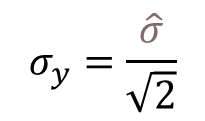 σ_y = σ̂ / √2